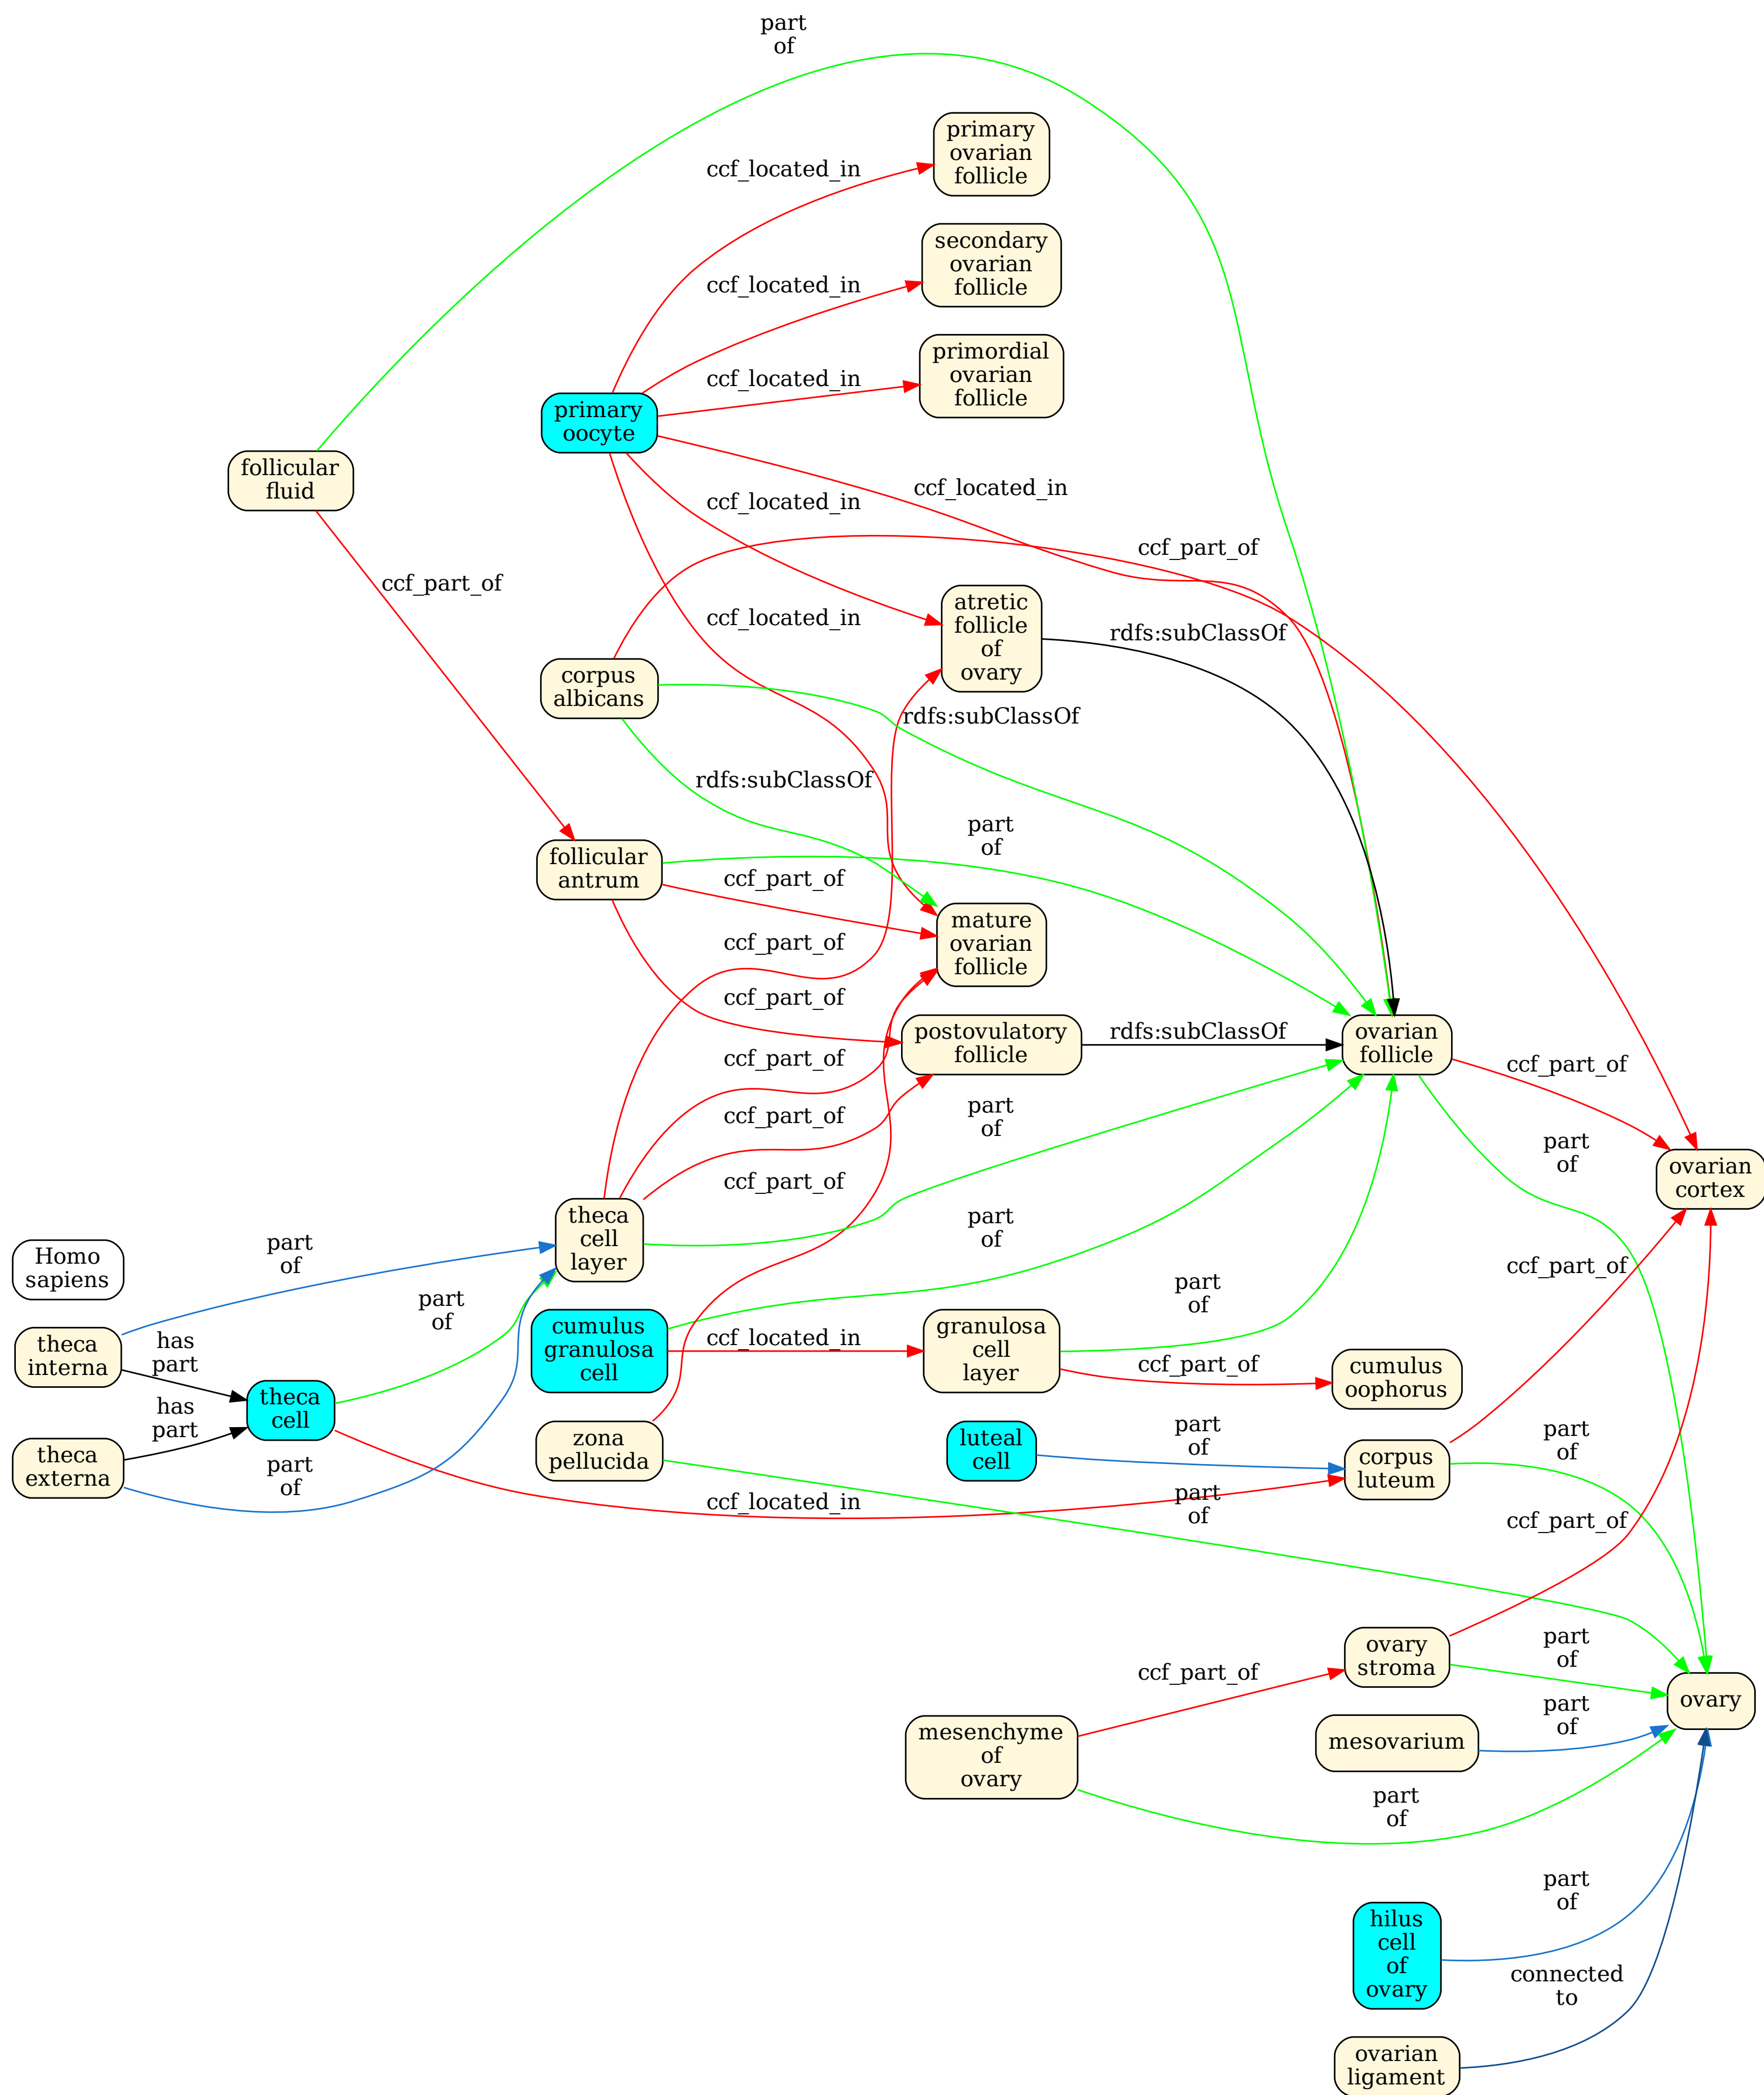 part
of
primary
ovarian
follicle
ccf_located_in
secondary
ovarian
follicle
ccf_located_in
primordial
ovarian
follicle
ccf_located_in
primary
oocyte
follicular
fluid
ccf_located_in
ccf_located_in
ccf_part_of
ccf_part_of
atretic
follicle
of
ovary
ccf_located_in
rdfs:subClassOf
corpus
albicans
rdfs:subClassOf
rdfs:subClassOf
part
of
follicular
antrum
ccf_part_of
mature
ovarian
follicle
ccf_part_of
ccf_part_of
postovulatory
follicle
rdfs:subClassOf
ovarian
follicle
ccf_part_of
ccf_part_of
ccf_part_of
part
of
part
of
ccf_part_of
ovarian
cortex
theca
cell
layer
part
of
Homo
sapiens
part
of
ccf_part_of
part
of
part
of
theca
interna
has
part
cumulus
granulosa
cell
ccf_located_in
granulosa
cell
layer
ccf_part_of
cumulus
oophorus
theca
cell
has
part
theca
externa
part
of
zona
pellucida
luteal
cell
part
of
corpus
luteum
part
of
ccf_located_in
part
of
ccf_part_of
ovary
stroma
part
of
ccf_part_of
ovary
mesenchyme
of
ovary
mesovarium
part
of
part
of
hilus
cell
of
ovary
part
of
connected
to
ovarian
ligament